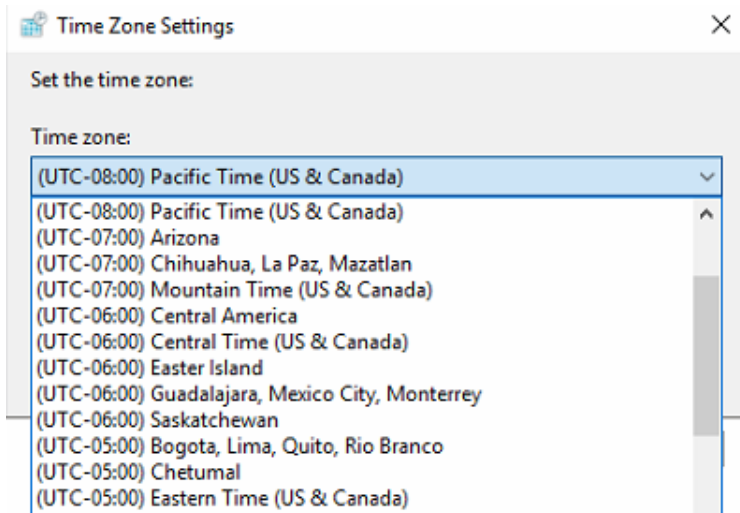 Time Zone Settings
Set the time zone:
Time zone:
(UTC-08:00) Pacific Time (US & Canada)
(UTC-08:00) Pacific Time (US & Canada)
(UTC-07:00) Arizona
(UTC-07:00) Chihuahua, La Paz, Mazatlan
(UTC-07:00) Mountain Time (US & Canada)
(UTC-06:00) Central America
(UTC-06:00) Central Time (US & Canada)
(UTC-06:00) Easter Island
(UTC-06:00) Guadalajara, Mexico City, Monterrey
(UTC-06:00) Saskatchewan
(UTC-05:00) Bogota, Lima, Quito, Rio Branco
(UTC-05:00) Chetumal
(UTC-05:00) Eastern Time (US & Canada)